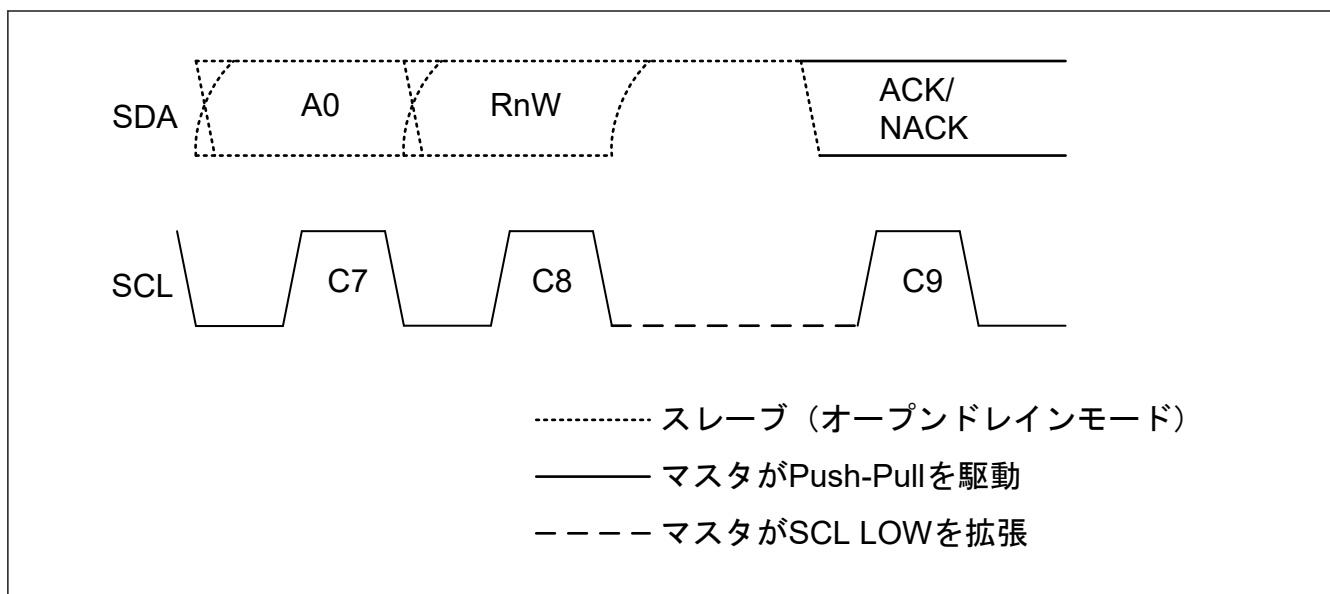 SDA
A0
RnW
ACK/
NACK
SCL
C7
C8
C9
スレーブ（オープンドレインモード）
マスタがPush-Pullを駆動
マスタがSCL LOWを拡張